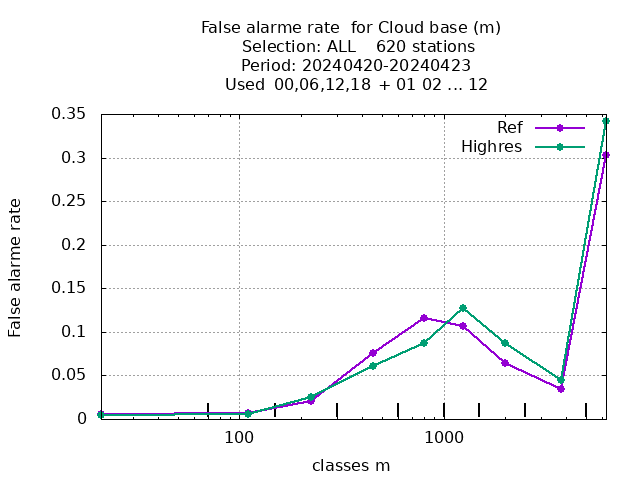 False alarme rate  for Cloud base (m)
Selection: ALL    620 stations
Period: 20240420-20240423
Used  00,06,12,18 + 01 02 ... 12
0.35
0.3
0.25
0.2
0.15
0.1
0.05
0
False alarme rate
Ref
Highres
100 1000
classes m